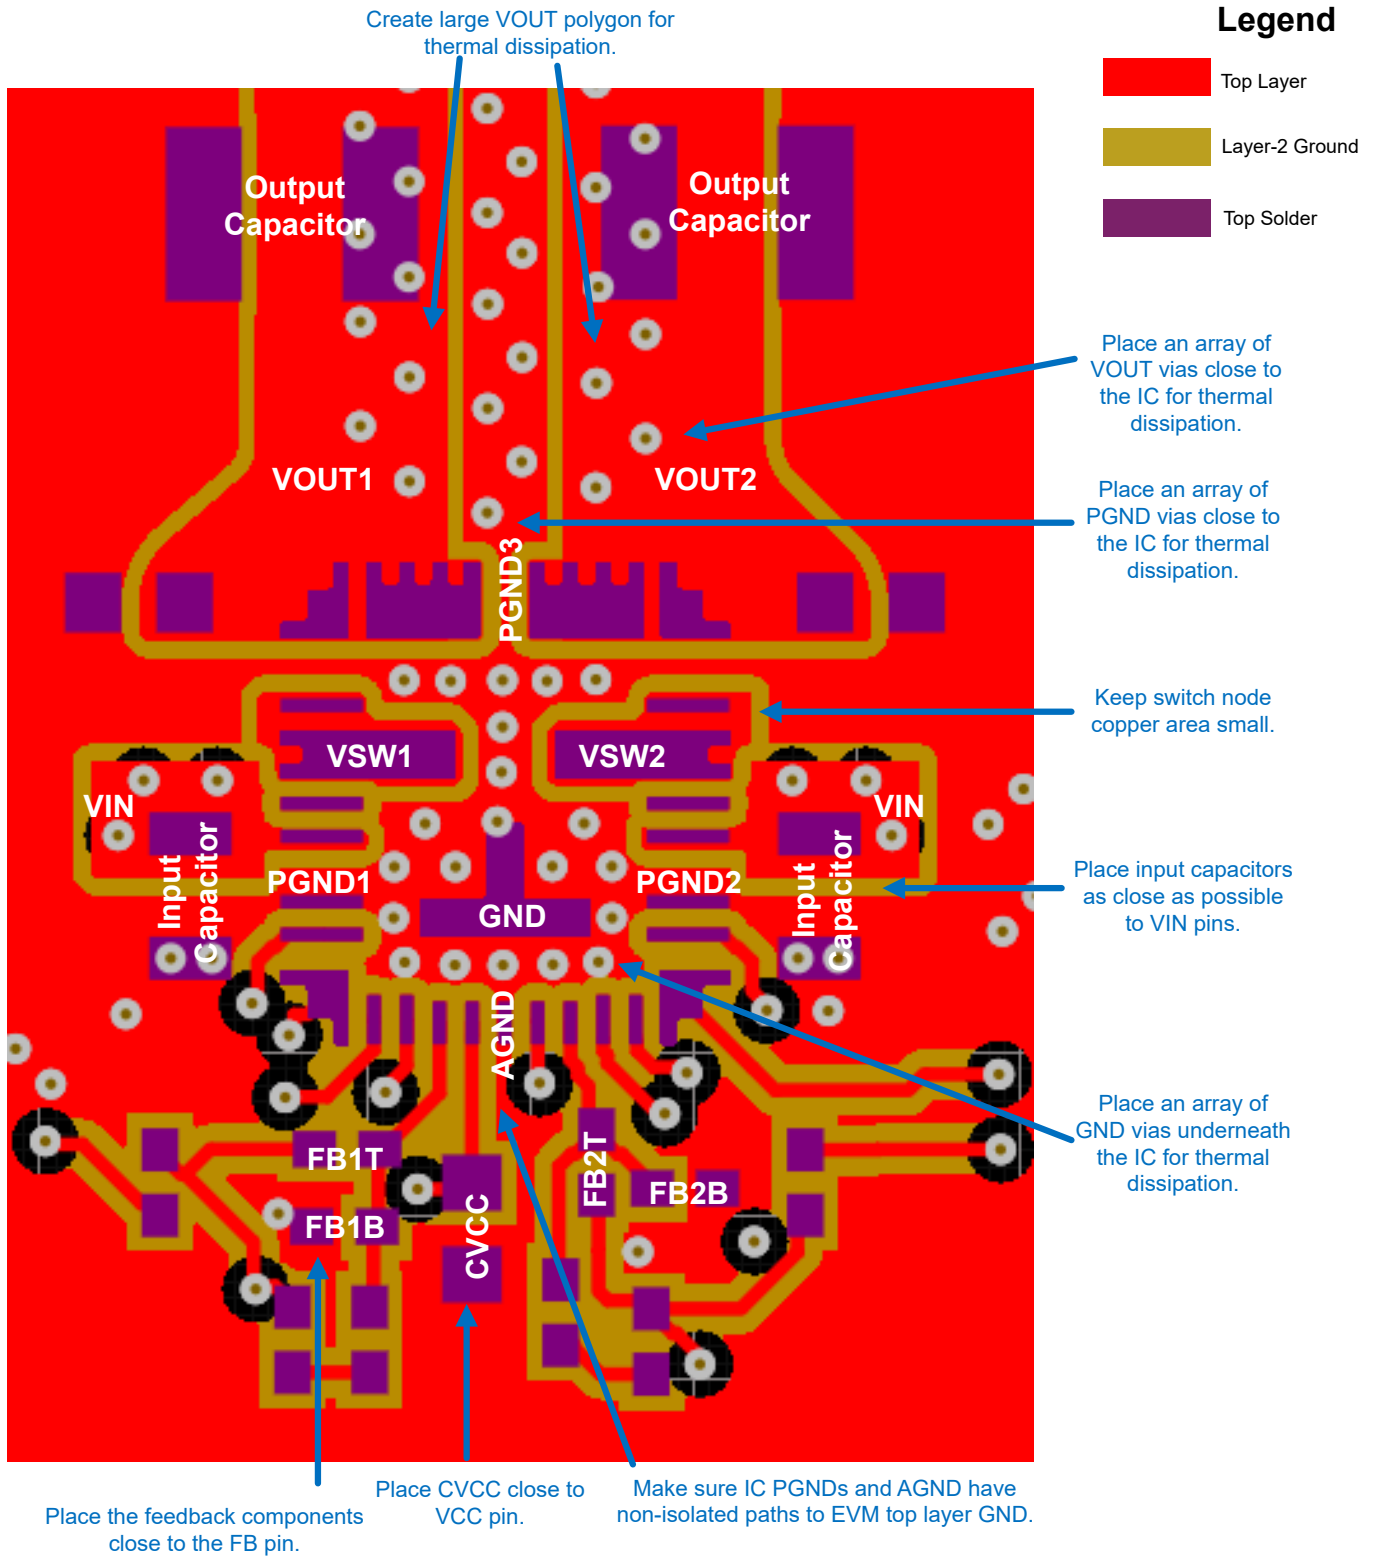 Create large VOUT polygon for
thermal dissipation.
Legend
Top Layer
Layer-2 Ground
Top Solder
Output
Capacitor
Output
Capacitor
Place an array of
VOUT vias close to
the IC for thermal
dissipation.
VOUT1
VOUT2
Place an array of
PGND vias close to
the IC for thermal
dissipation.
PGND3
Keep switch node
copper area small.
VSW1
VSW2
VIN
VIN
Input
Capacitor
Input
Capacitor
PGND1
PGND2
GND
Place input capacitors
as close as possible
to VIN pins.
AGND
Place an array of
GND vias underneath
the IC for thermal
dissipation.
FB1T
FB2T
FB2B
FB1B
CVCC
Place the feedback components
close to the FB pin.
Place CVCC close to
VCC pin.
Make sure IC PGNDs and AGND have
non-isolated paths to EVM top layer GND.